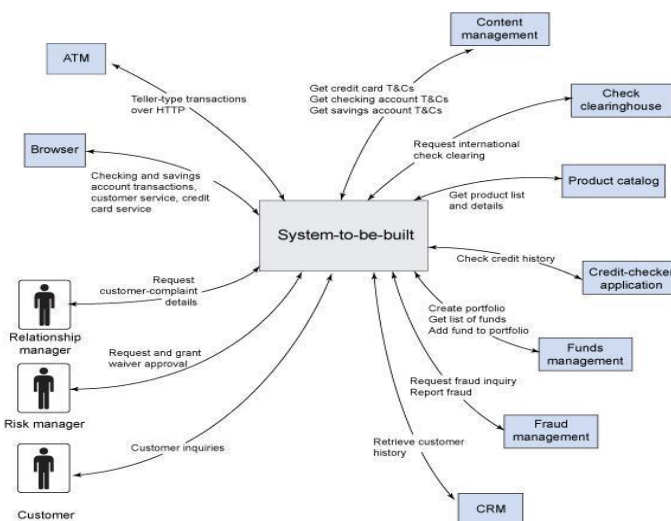 Content
management
ATM
Get credit card T&Cs
Get checking account T&Cs
Get savings account T&Cs
Teller-type transactions
over HTTP
Check
clearinghouse
Request international
check clearing
Browser
Checking and savings
account transactions,
customer service, credit
card service
Product catalog
Get product list
and details
System-to-be-built
Check credit history
Credit-checker
application
Request
customer-complaint
details
Relationship
manager
Create portfolio
Get list of funds
Add fund to portfolio
Funds
management
Request and grant
waiver approval
Risk manager
Request fraud inquiry
Report fraud
Fraud
management
Customer inquiries
Retrieve customer
history
Customer
CRM